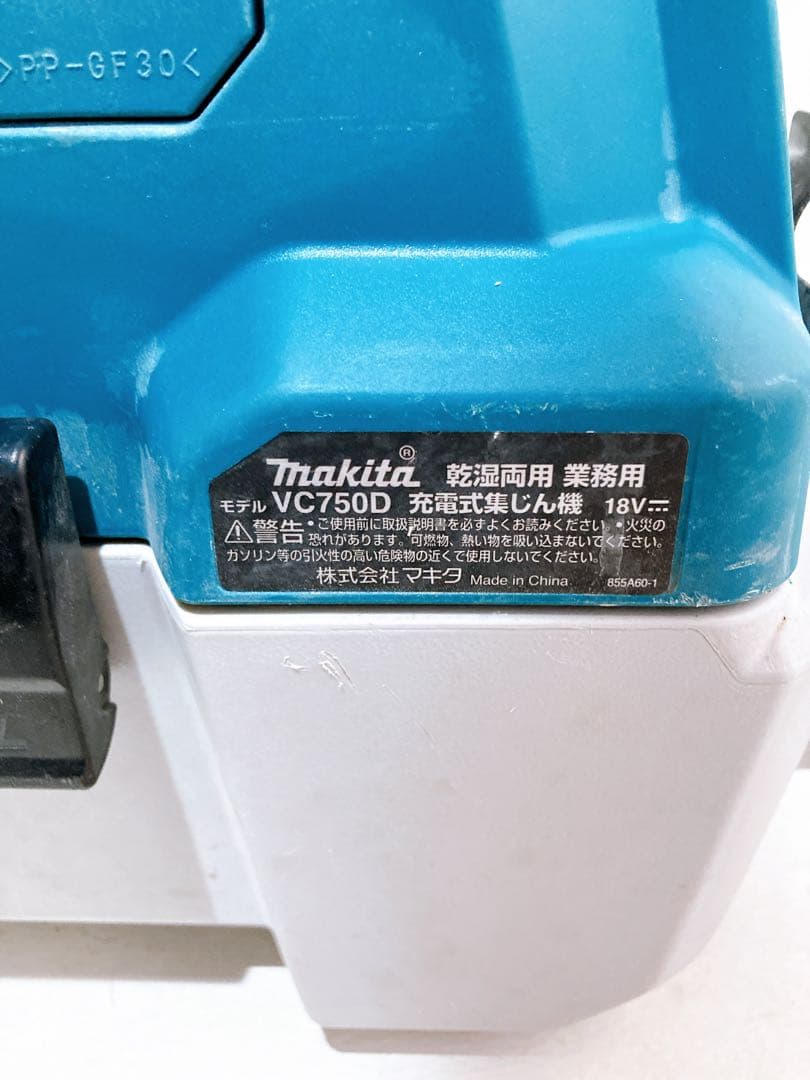 >PP-GF30<
makita® 乾湿両用 業務用
モデル VC750D 充電式集じん機 18V⎓
⚠警告 •ご使用前に取扱説明書を必ずよくお読みください。•火災の
恐れがあります。可燃物、熱い物を吸い込まないでください。
ガソリン等の引火性の高い危険物の近くで使用しないでください。
株式会社マキタ Made in China 855A60-1